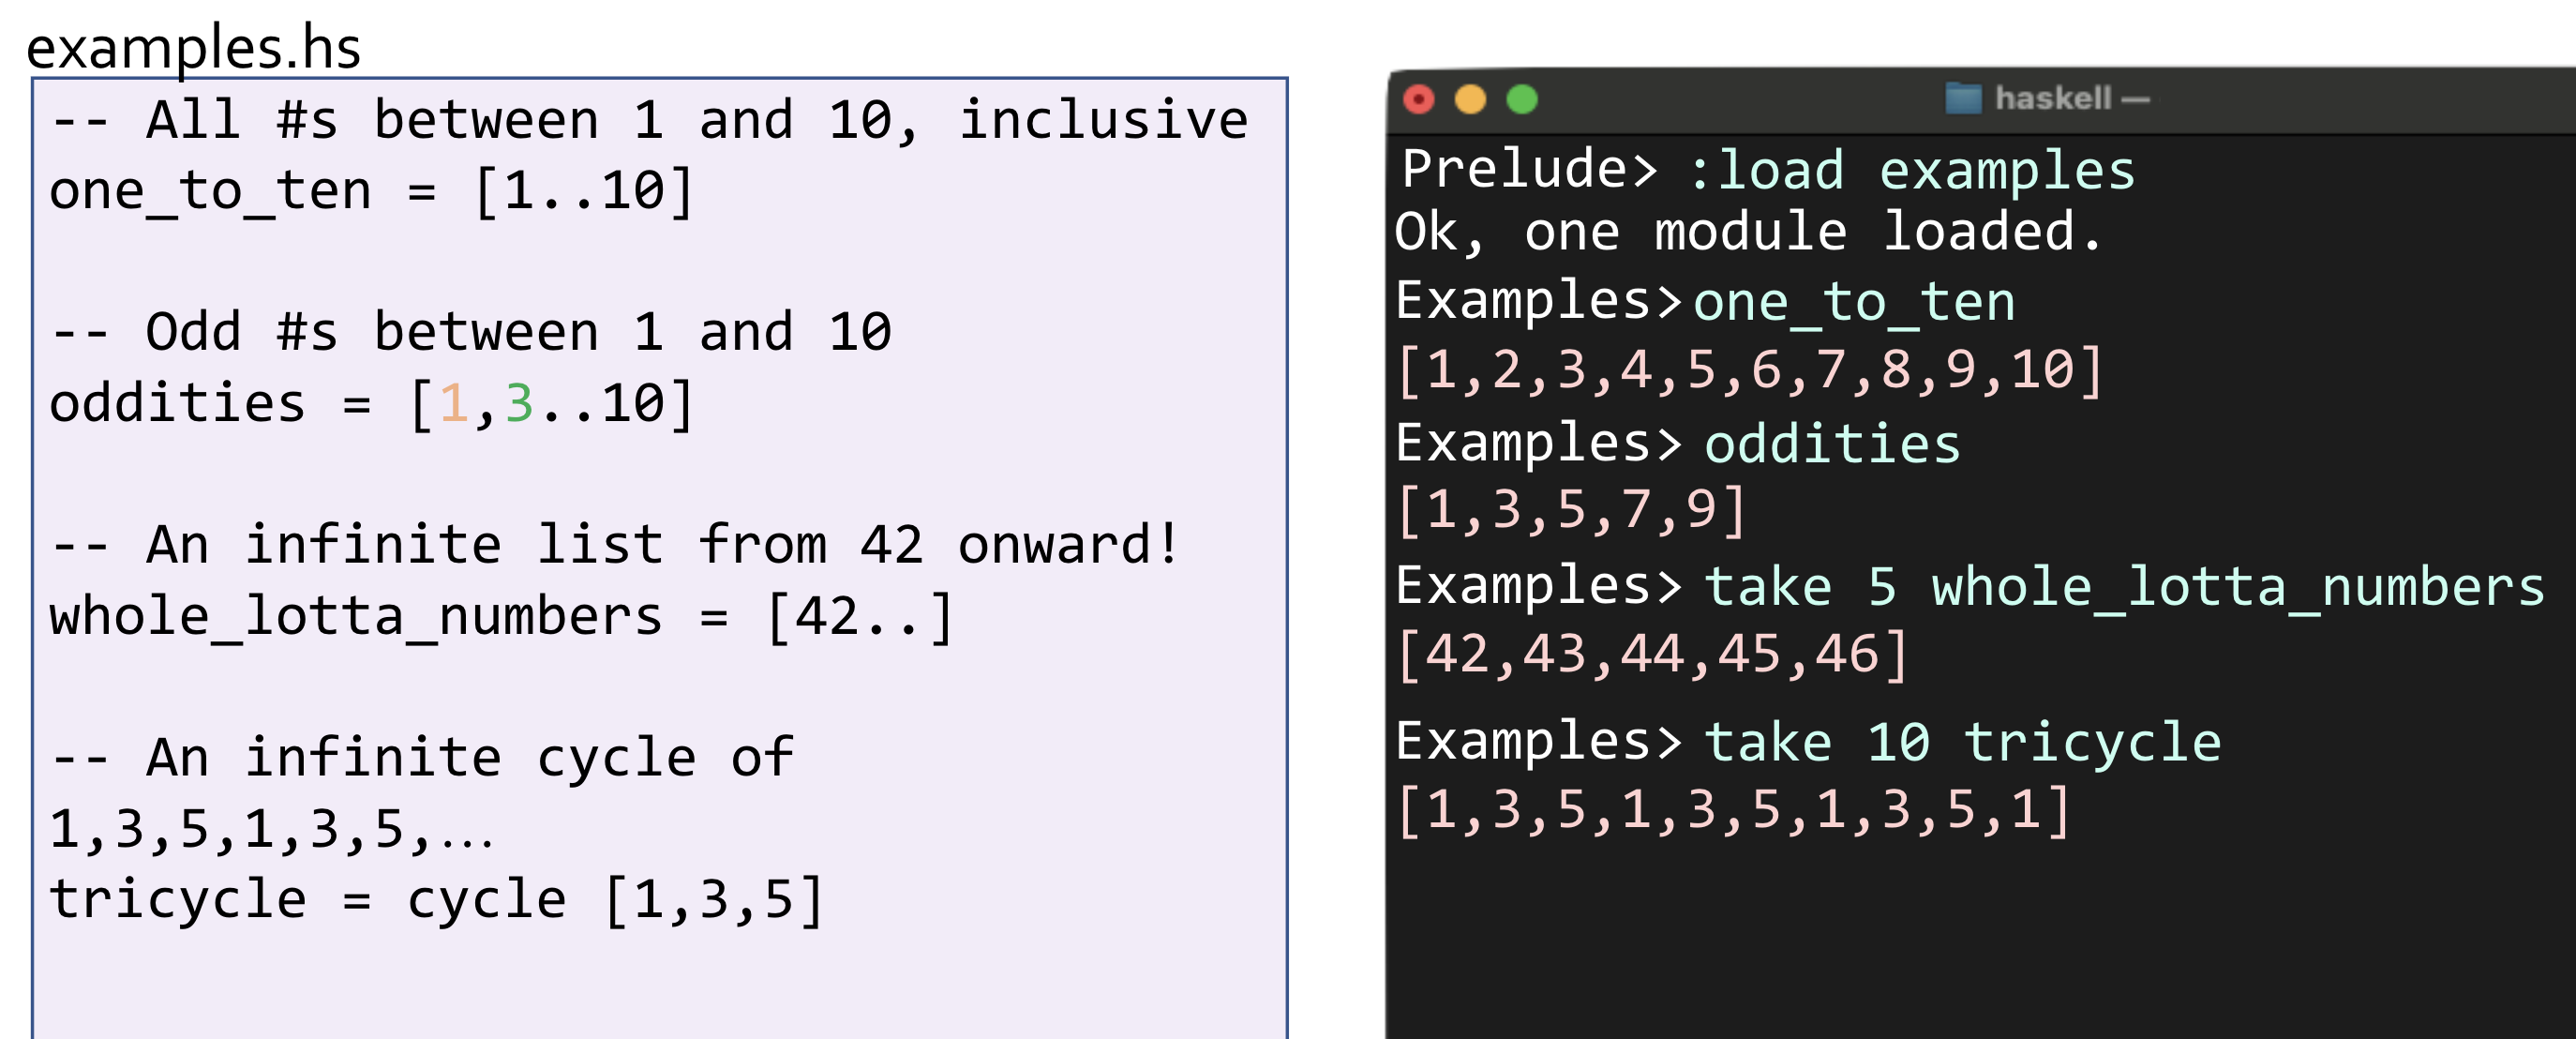 examples.hs
-- All #s between 1 and 10, inclusive
one_to_ten = [1..10]
-- Odd #s between 1 and 10
oddities = [1,3..10]
-- An infinite list from 42 onward!
whole_lotta_numbers = [42..]
-- An infinite cycle of
1,3,5,1,3,5,…
tricycle = cycle [1,3,5]
haskell —
Prelude> :load examples
Ok, one module loaded.
Examples> one_to_ten
[1,2,3,4,5,6,7,8,9,10]
Examples> oddities
[1,3,5,7,9]
Examples> take 5 whole_lotta_numbers
[42,43,44,45,46]
Examples> take 10 tricycle
[1,3,5,1,3,5,1,3,5,1]